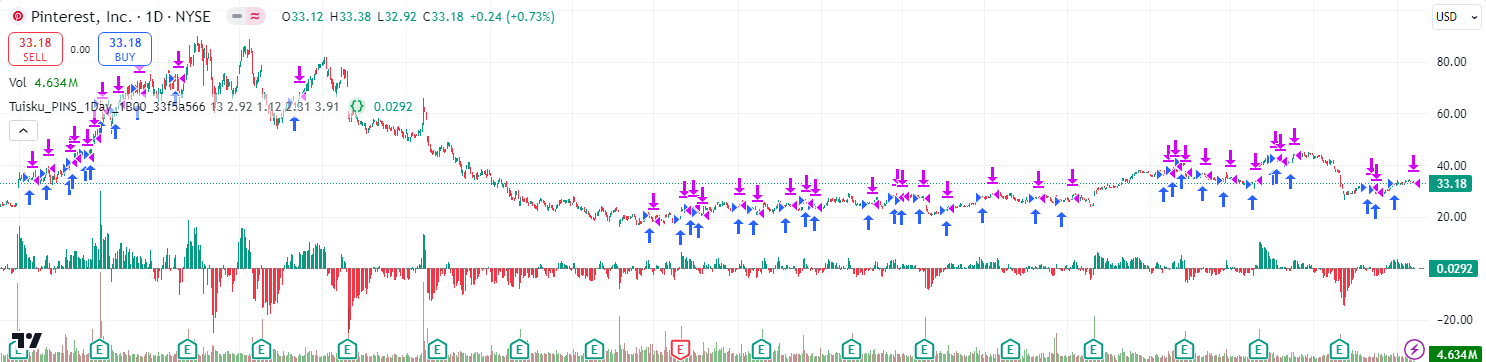 Pinterest, Inc. · 1D · NYSE O33.12 H33.38 L32.92 C33.18 +0.24 (+0.73%)
USD
33.18 SELL 0.00 33.18 BUY
Vol 4.634M
80.00
Tuisku_PINS_1Day_1B00_33f5a566 13 2.92 1.12 2.31 3.91 {} 0.0292
60.00
40.00
33.18
20.00
0.0292
−20.00
E E E E E E E E E E E E E E E E E
4.634M